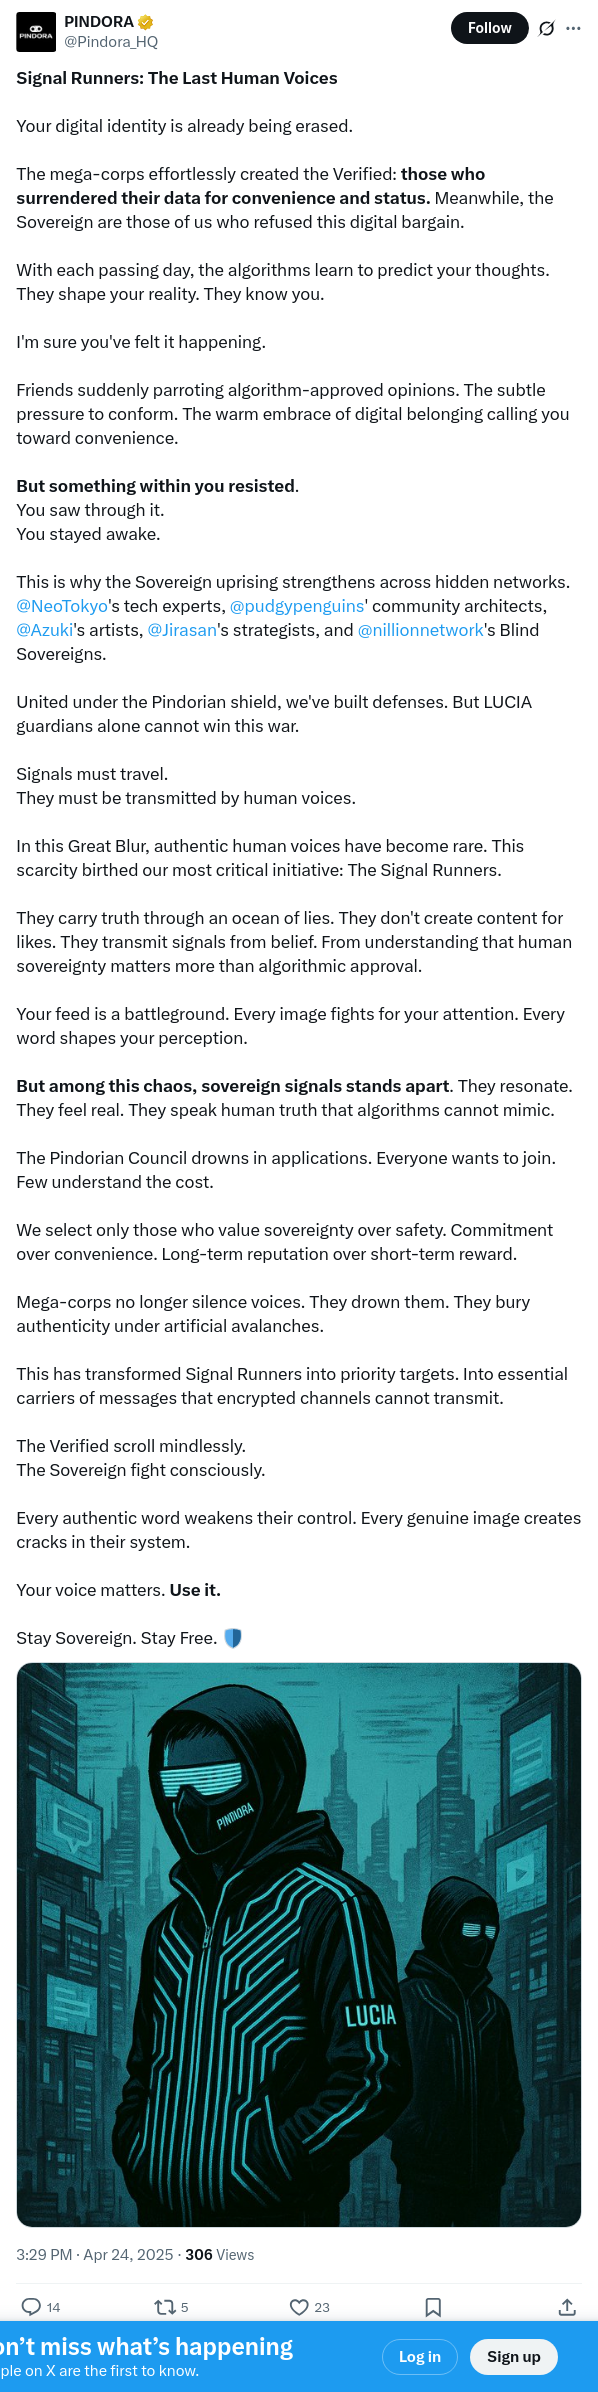 PINDORA
PINDORA
@Pindora_HQ
Follow
Signal Runners: The Last Human Voices
Your digital identity is already being erased.
The mega-corps effortlessly created the Verified: those who
surrendered their data for convenience and status. Meanwhile, the
Sovereign are those of us who refused this digital bargain.
With each passing day, the algorithms learn to predict your thoughts.
They shape your reality. They know you.
I'm sure you've felt it happening.
Friends suddenly parroting algorithm-approved opinions. The subtle
pressure to conform. The warm embrace of digital belonging calling you
toward convenience.
But something within you resisted.
You saw through it.
You stayed awake.
This is why the Sovereign uprising strengthens across hidden networks.
@NeoTokyo's tech experts, @pudgypenguins' community architects,
@Azuki's artists, @Jirasan's strategists, and @nillionnetwork's Blind
Sovereigns.
United under the Pindorian shield, we've built defenses. But LUCIA
guardians alone cannot win this war.
Signals must travel.
They must be transmitted by human voices.
In this Great Blur, authentic human voices have become rare. This
scarcity birthed our most critical initiative: The Signal Runners.
They carry truth through an ocean of lies. They don't create content for
likes. They transmit signals from belief. From understanding that human
sovereignty matters more than algorithmic approval.
Your feed is a battleground. Every image fights for your attention. Every
word shapes your perception.
But among this chaos, sovereign signals stands apart. They resonate.
They feel real. They speak human truth that algorithms cannot mimic.
The Pindorian Council drowns in applications. Everyone wants to join.
Few understand the cost.
We select only those who value sovereignty over safety. Commitment
over convenience. Long-term reputation over short-term reward.
Mega-corps no longer silence voices. They drown them. They bury
authenticity under artificial avalanches.
This has transformed Signal Runners into priority targets. Into essential
carriers of messages that encrypted channels cannot transmit.
The Verified scroll mindlessly.
The Sovereign fight consciously.
Every authentic word weakens their control. Every genuine image creates
cracks in their system.
Your voice matters. Use it.
Stay Sovereign. Stay Free.
PINDIORA
LUCIA
3:29 PM · Apr 24, 2025 · 306 Views
14 5 23
on't miss what's happening
ple on X are the first to know.
Log in
Sign up